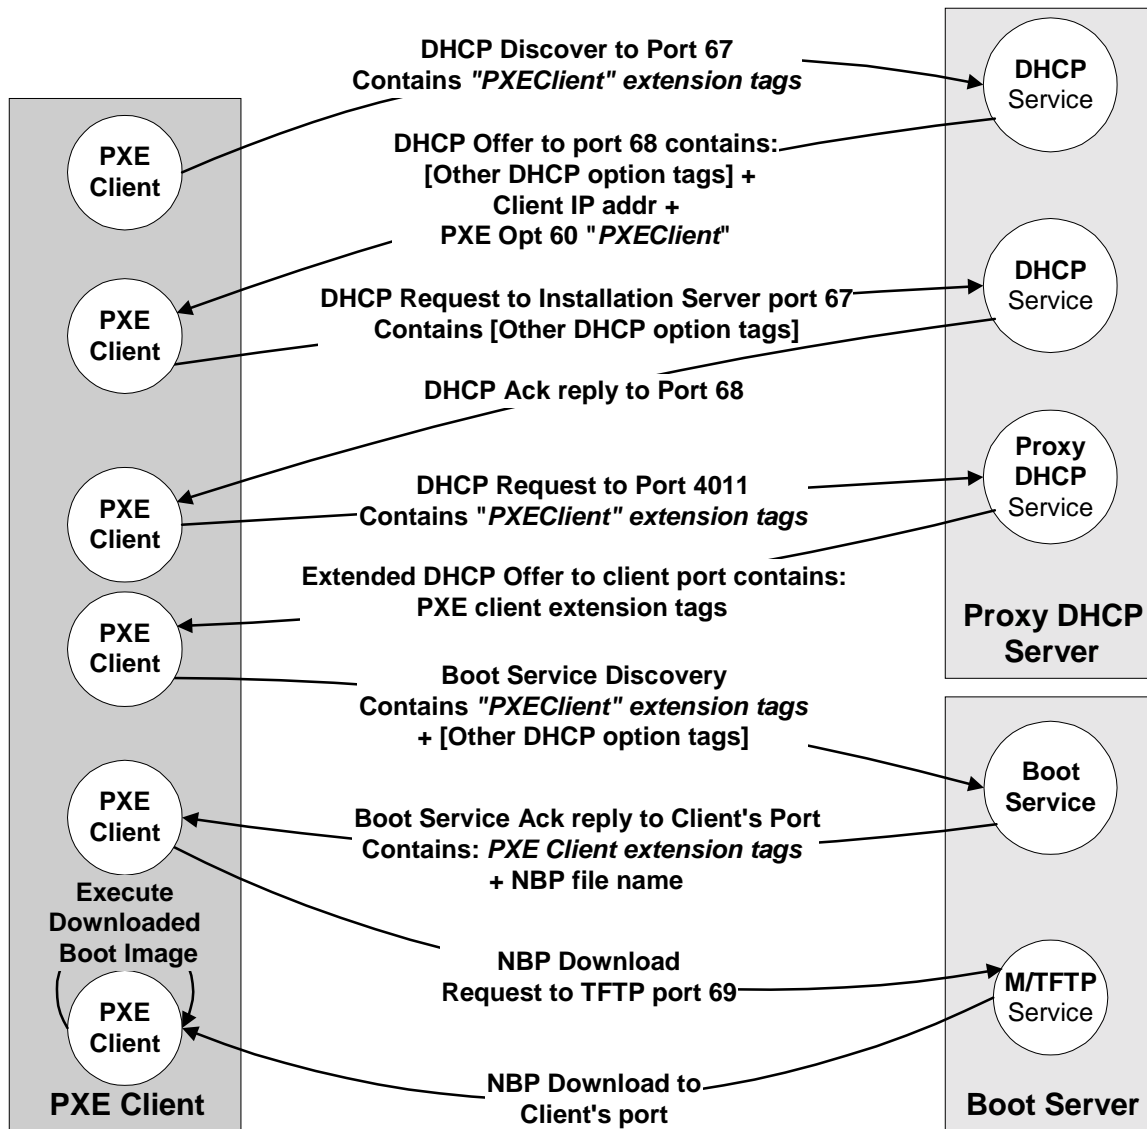 DHCP Discover to Port 67
Contains "PXEClient" extension tags
DHCP
Service
PXE
Client
DHCP Offer to port 68 contains:
[Other DHCP option tags] +
Client IP addr +
PXE Opt 60 "PXEClient"
DHCP
Service
PXE
Client
DHCP Request to Installation Server port 67
Contains [Other DHCP option tags]
DHCP Ack reply to Port 68
Proxy
DHCP
Service
PXE
Client
DHCP Request to Port 4011
Contains "PXEClient" extension tags
Extended DHCP Offer to client port contains:
PXE client extension tags
Proxy DHCP
Server
PXE
Client
Boot Service Discovery
Contains "PXEClient" extension tags
+ [Other DHCP option tags]
Boot
Service
PXE
Client
Boot Service Ack reply to Client's Port
Contains: PXE Client extension tags
+ NBP file name
Execute
Downloaded
Boot Image
NBP Download
Request to TFTP port 69
M/TFTP
Service
PXE
Client
NBP Download to
Client's port
PXE Client
Boot Server